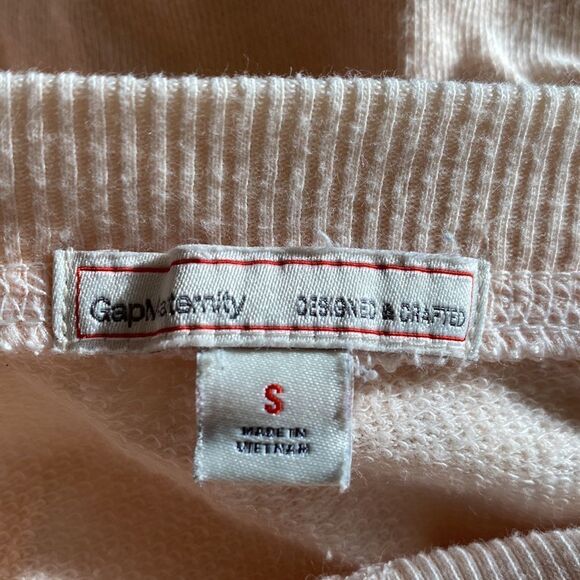 GapMaternity DESIGNED & CRAFTED
S
MADE IN
VIETNAM